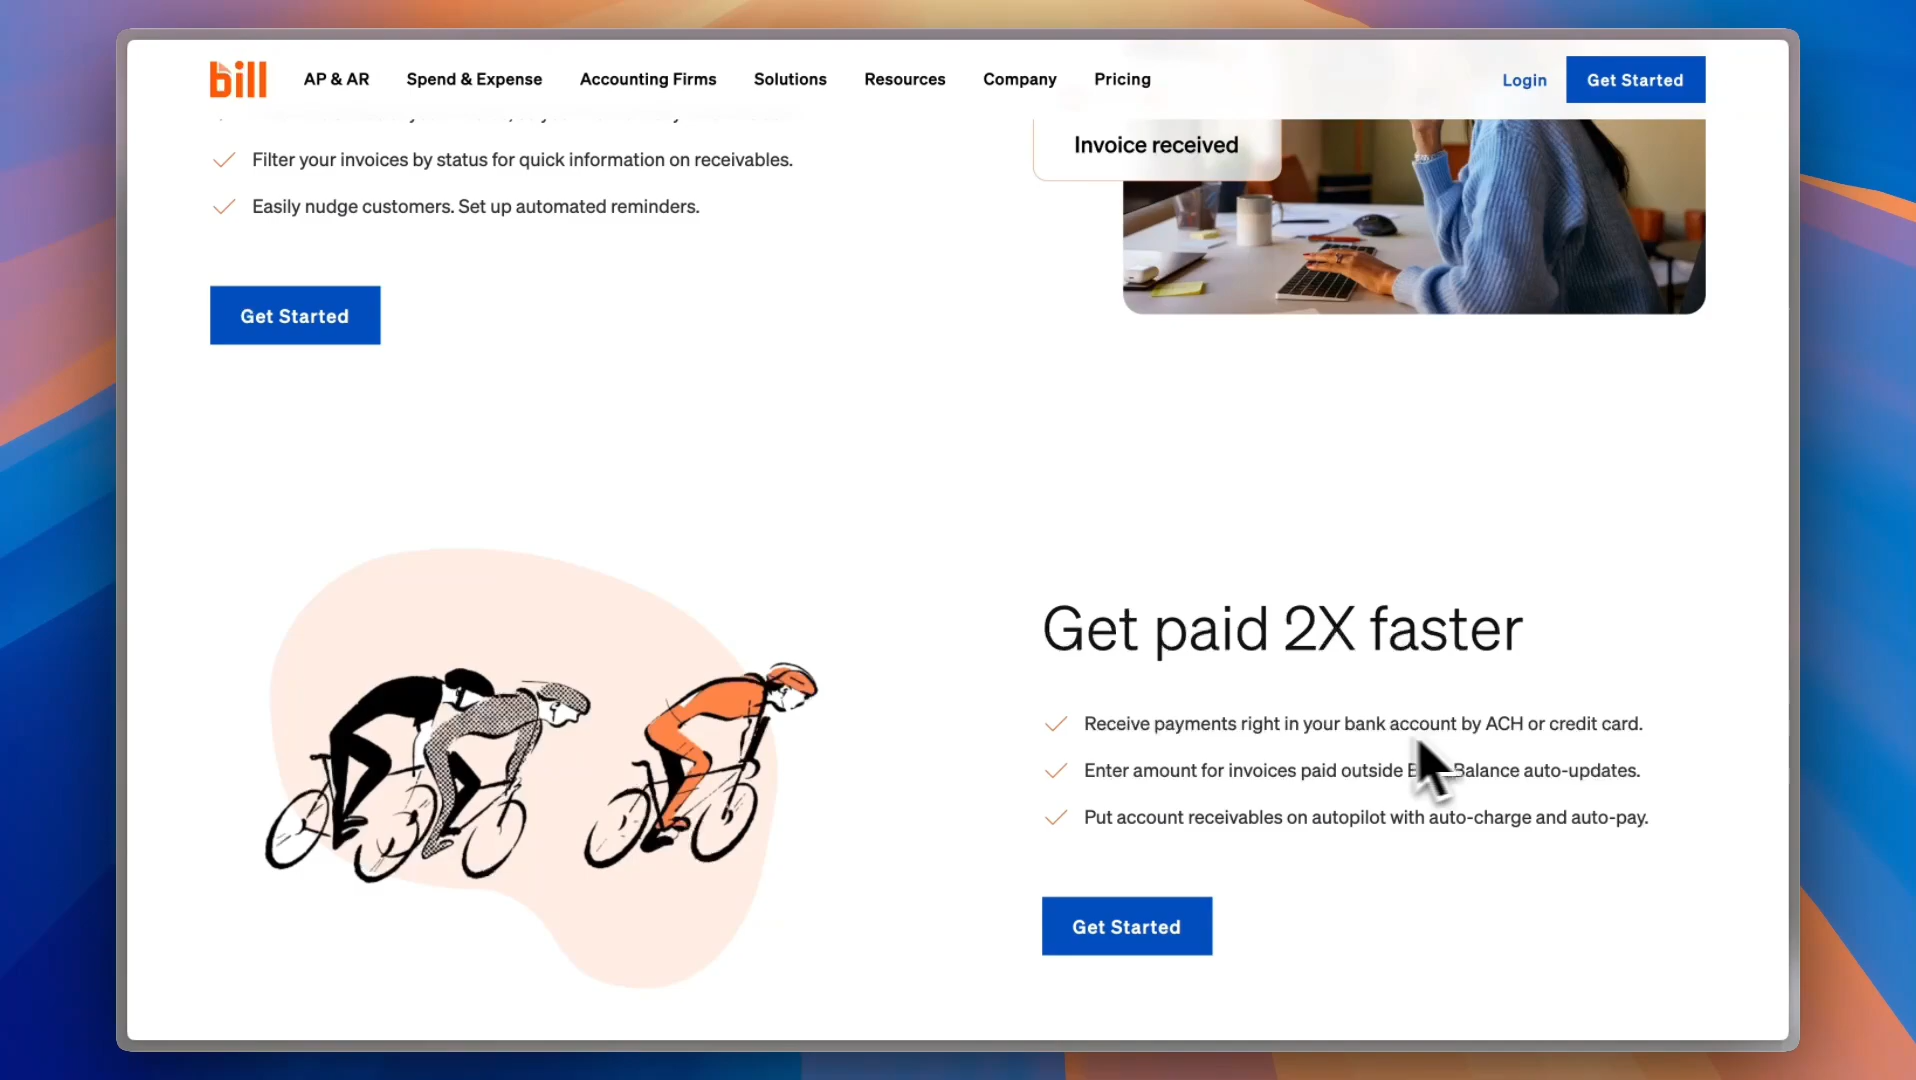 bill AP & AR Spend & Expense Accounting Firms Solutions Resources Company Pricing Login Get Started
Filter your invoices by status for quick information on receivables.
Easily nudge customers. Set up automated reminders.
Get Started
Invoice received
Get paid 2X faster
Receive payments right in your bank account by ACH or credit card.
Enter amount for invoices paid outside Balance auto-updates.
Put account receivables on autopilot with auto-charge and auto-pay.
Get Started